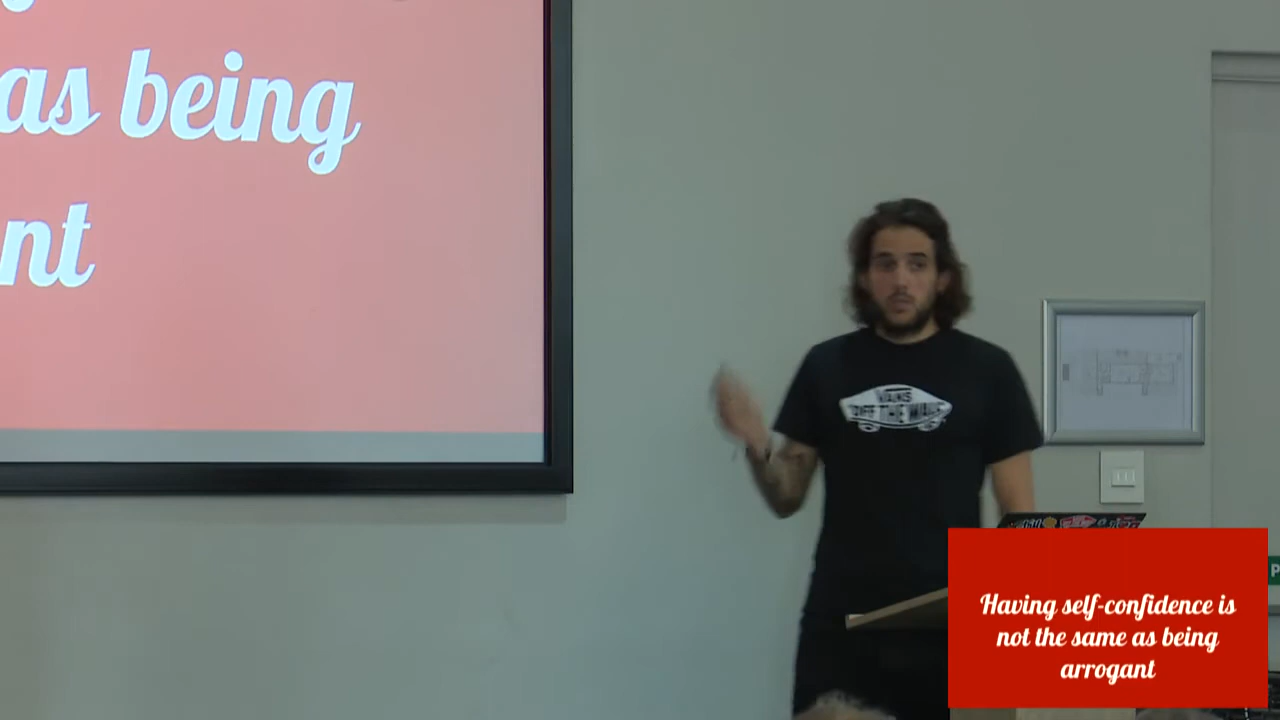 as being
nt
VANS
"OFF THE WALL"
Having self-confidence is
not the same as being
arrogant
P